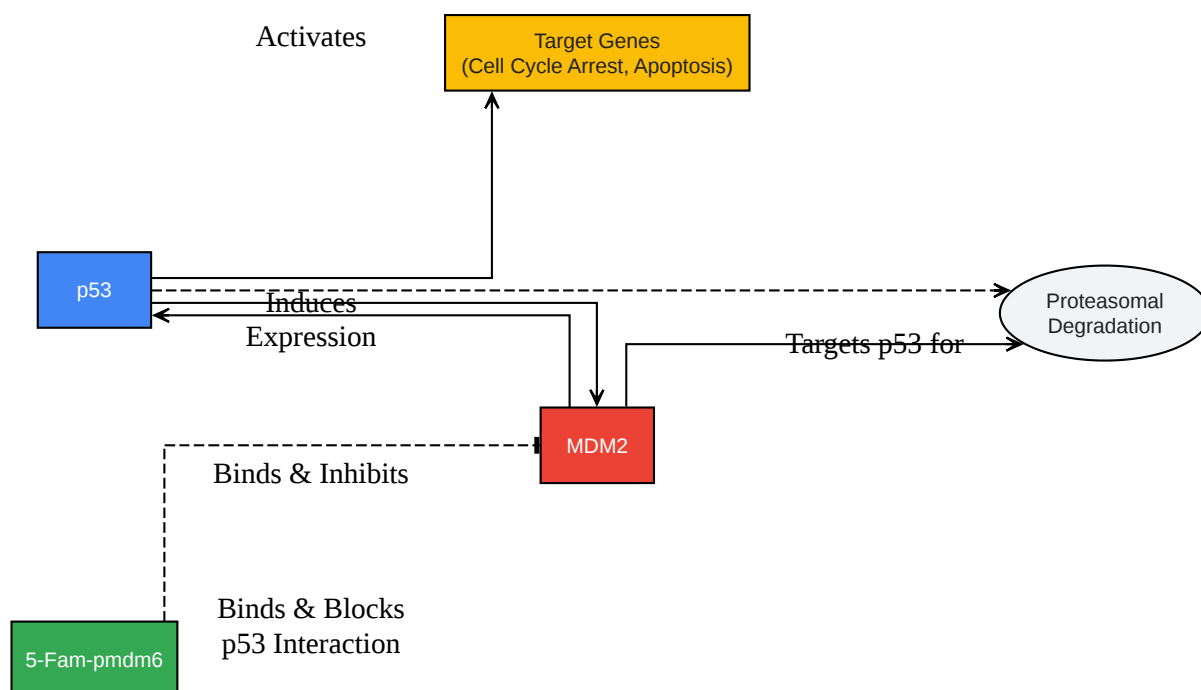 Activates
Target Genes
(Cell Cycle Arrest, Apoptosis)
p53
Induces
Expression
Proteasomal
Degradation
Targets p53 for
MDM2
Binds & Inhibits
Binds & Blocks
p53 Interaction
5-Fam-pmdm6